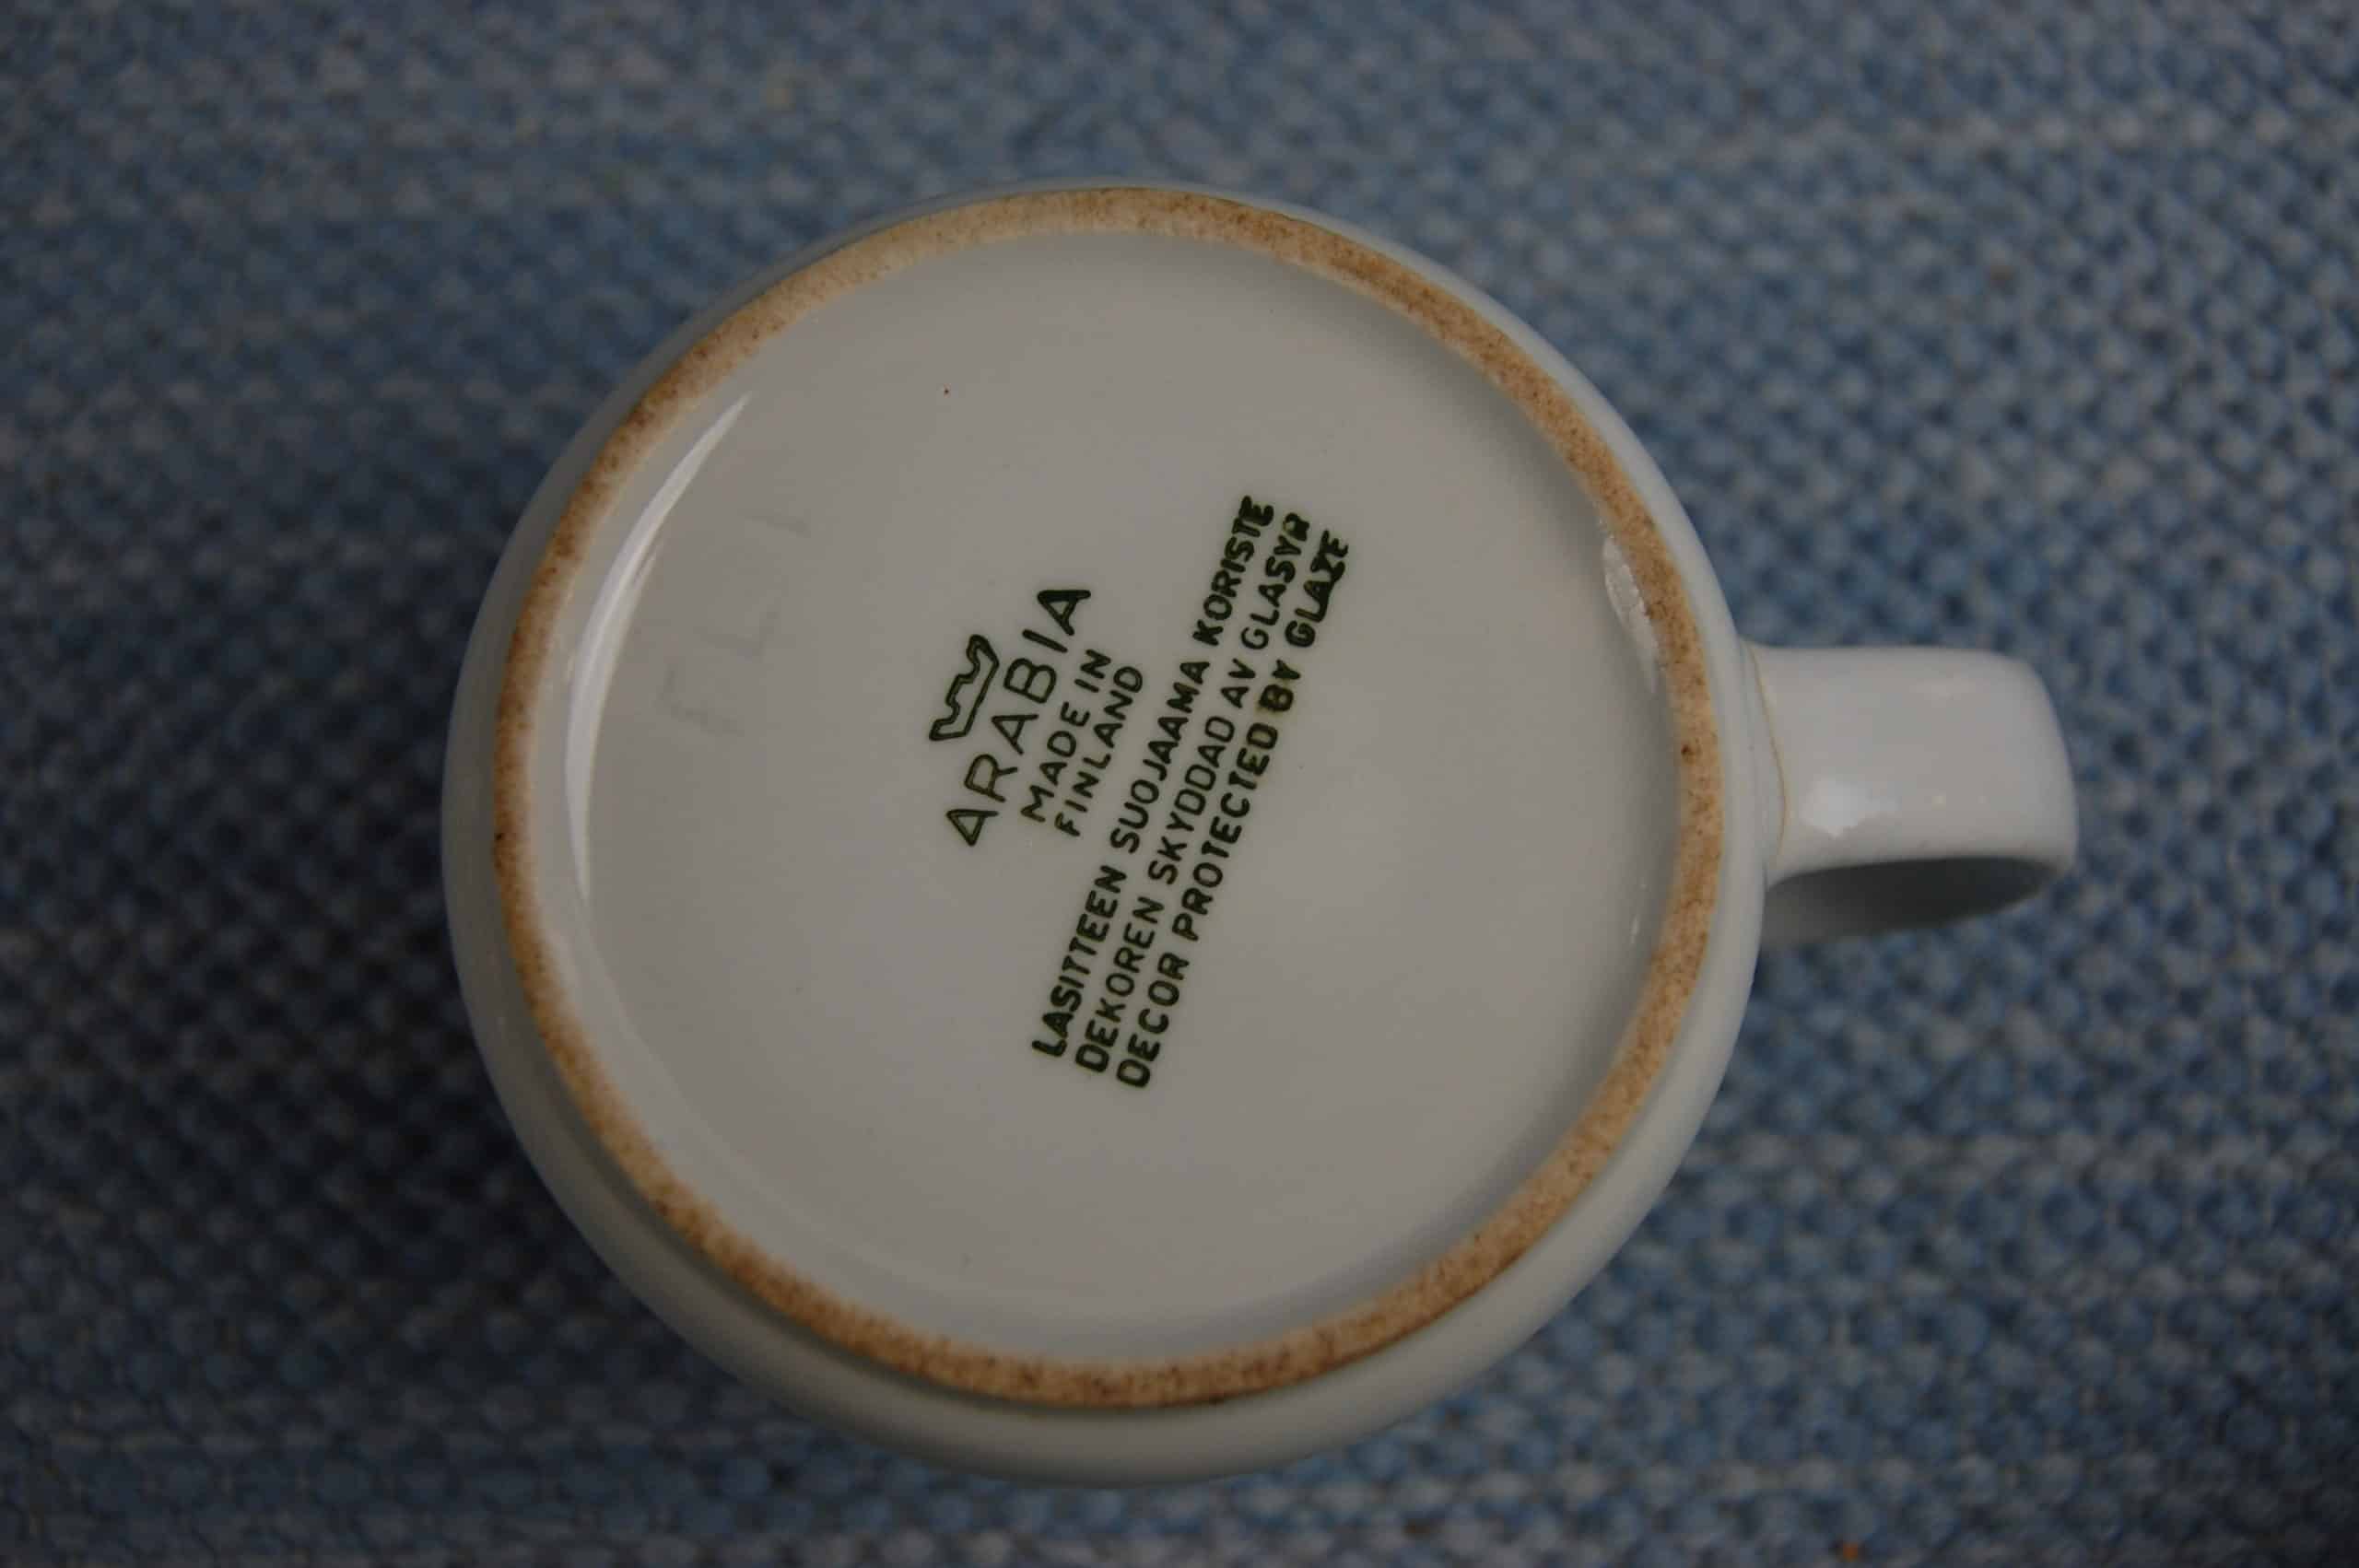 ARABIA
MADE IN
FINLAND
LASITTEEN SUOJAAMA KORISTE
DEKOREN SKYDDAD AV GLASYR
DECOR PROTECTED BY GLAZE